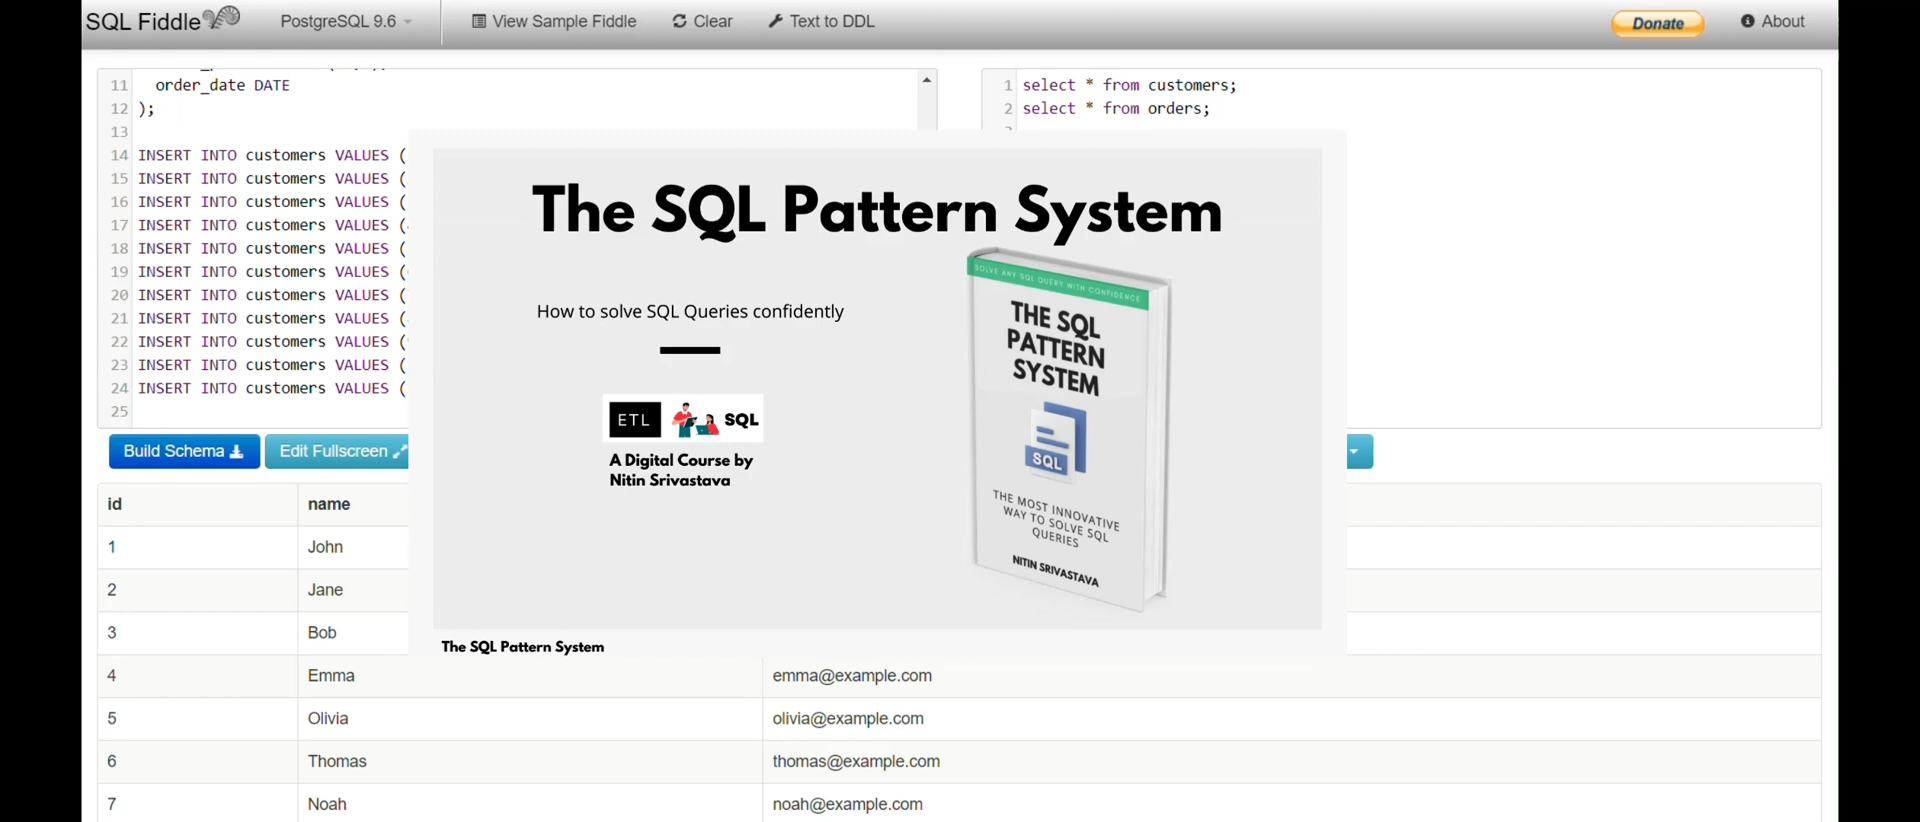 SQL Fiddle
PostgreSQL 9.6
View Sample Fiddle
Clear
Text to DDL
Donate
About
11 order_date DATE
12 );
13
14 INSERT INTO customers VALUES (
15 INSERT INTO customers VALUES (
16 INSERT INTO customers VALUES (
17 INSERT INTO customers VALUES (
18 INSERT INTO customers VALUES (
19 INSERT INTO customers VALUES (
20 INSERT INTO customers VALUES (
21 INSERT INTO customers VALUES (
22 INSERT INTO customers VALUES (
23 INSERT INTO customers VALUES (
24 INSERT INTO customers VALUES (
25
1 select * from customers;
2 select * from orders;
The SQL Pattern System
How to solve SQL Queries confidently
ETL SQL
A Digital Course by
Nitin Srivastava
SOLVE ANY SQL QUERY WITH CONFIDENCE
THE SQL
PATTERN
SYSTEM
SQL
THE MOST INNOVATIVE
WAY TO SOLVE SQL
QUERIES
NITIN SRIVASTAVA
The SQL Pattern System
Build Schema
Edit Fullscreen
id name
1 John
2 Jane
3 Bob
4 Emma emma@example.com
5 Olivia olivia@example.com
6 Thomas thomas@example.com
7 Noah noah@example.com